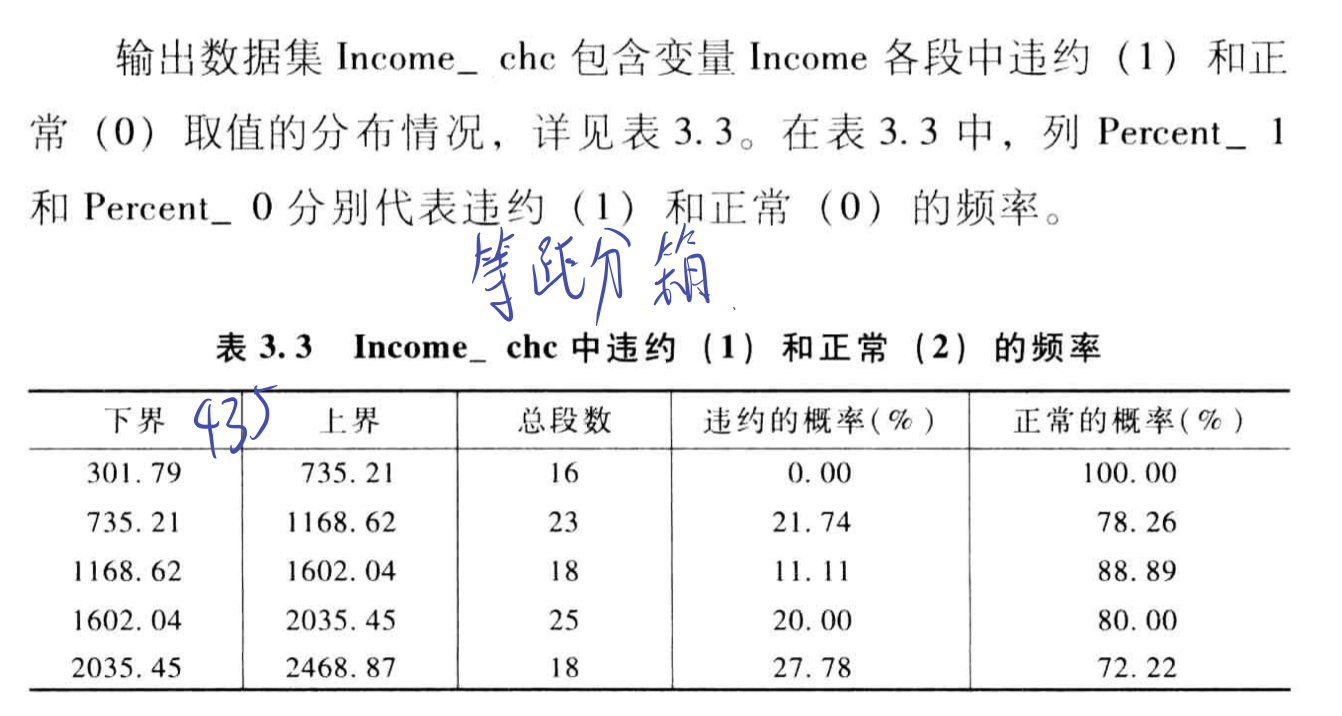 输出数据集 Income_ chc 包含变量 Income 各段中违约（1）和正
常（0）取值的分布情况，详见表 3.3。在表 3.3 中，列 Percent_ 1
和 Percent_ 0 分别代表违约（1）和正常（0）的频率。
等距分箱
表 3.3 Income_ chc 中违约（1）和正常（2）的频率
下界 435 上界 总段数 违约的概率(%) 正常的概率(%)
301.79 735.21 16 0.00 100.00
735.21 1168.62 23 21.74 78.26
1168.62 1602.04 18 11.11 88.89
1602.04 2035.45 25 20.00 80.00
2035.45 2468.87 18 27.78 72.22